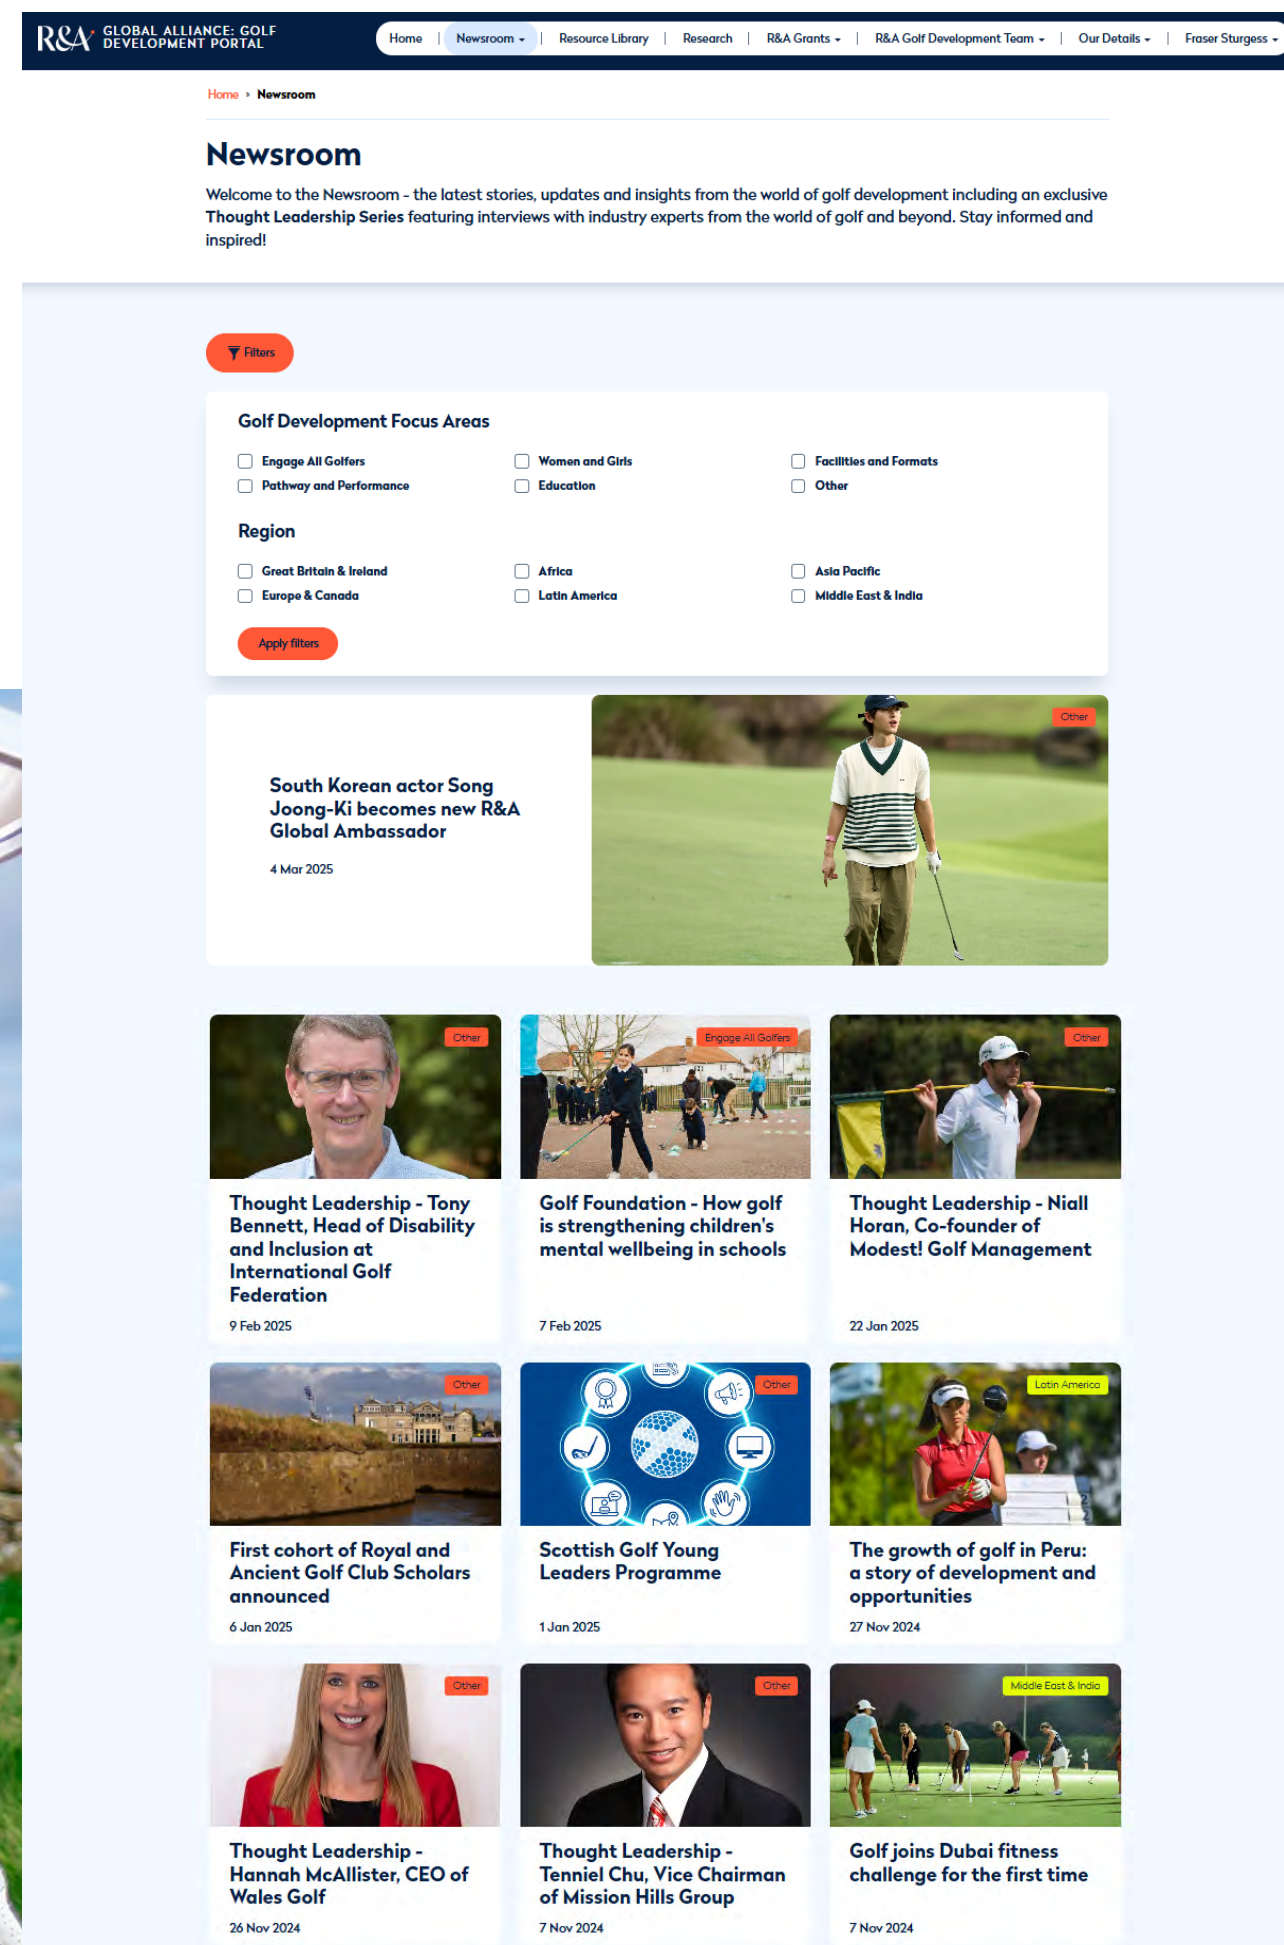 R&A GLOBAL ALLIANCE: GOLF
DEVELOPMENT PORTAL
Home | Newsroom | Resource Library | Research | R&A Grants | R&A Golf Development Team | Our Details | Fraser Sturgess
Home › Newsroom
Newsroom
Welcome to the Newsroom - the latest stories, updates and insights from the world of golf development including an exclusive
Thought Leadership Series featuring interviews with industry experts from the world of golf and beyond. Stay informed and
inspired!
Filters
Golf Development Focus Areas
Engage All Golfers
Women and Girls
Facilities and Formats
Pathway and Performance
Education
Other
Region
Great Britain & Ireland
Africa
Asia Pacific
Europe & Canada
Latin America
Middle East & India
Apply filters
Other
South Korean actor Song
Joong-Ki becomes new R&A
Global Ambassador
4 Mar 2025
Other
Thought Leadership - Tony
Bennett, Head of Disability
and Inclusion at
International Golf
Federation
9 Feb 2025
Engage All Golfers
Golf Foundation - How golf
is strengthening children's
mental wellbeing in schools
7 Feb 2025
Other
Thought Leadership - Niall
Horan, Co-founder of
Modest! Golf Management
22 Jan 2025
Other
First cohort of Royal and
Ancient Golf Club Scholars
announced
6 Jan 2025
Other
Scottish Golf Young
Leaders Programme
1 Jan 2025
Latin America
The growth of golf in Peru:
a story of development and
opportunities
27 Nov 2024
Other
Thought Leadership -
Hannah McAllister, CEO of
Wales Golf
26 Nov 2024
Other
Thought Leadership -
Tenniel Chu, Vice Chairman
of Mission Hills Group
7 Nov 2024
Middle East & India
Golf joins Dubai fitness
challenge for the first time
7 Nov 2024